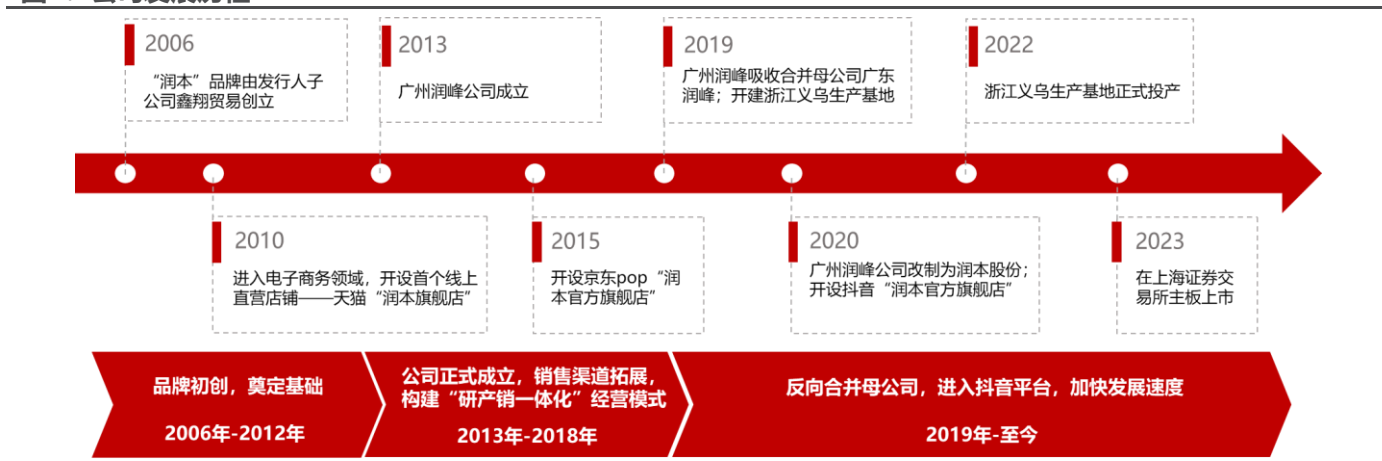 公司发展历程
2006
“润本”品牌由发行人子
公司鑫翔贸易创立
2013
广州润峰公司成立
2019
广州润峰吸收合并母公司广东
润峰；开建浙江义乌生产基地
2022
浙江义乌生产基地正式投产
2010
进入电子商务领域，开设首个线上
直营店铺——天猫“润本旗舰店”
2015
开设京东pop“润
本官方旗舰店”
2020
广州润峰公司改制为润本股份；
开设抖音“润本官方旗舰店”
2023
在上海证券交
易所主板上市
品牌初创，奠定基础
2006年-2012年
公司正式成立，销售渠道拓展，
构建“研产销一体化”经营模式
2013年-2018年
反向合并母公司，进入抖音平台，加快发展速度
2019年-至今